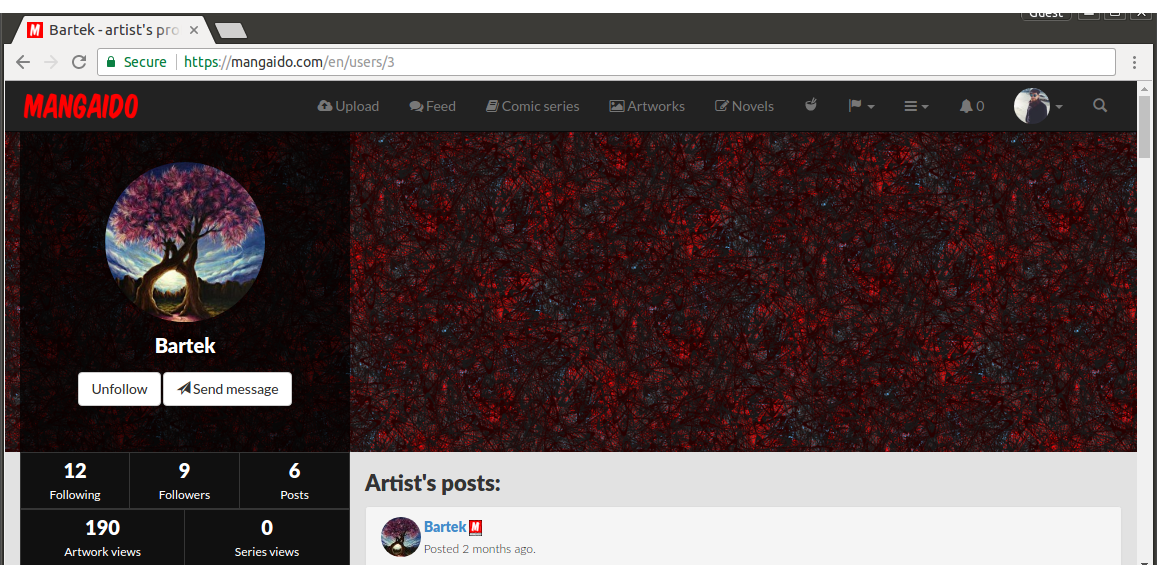 Guest
Bartek - artist's pro
Secure https://mangaido.com/en/users/3
MANGAIDO Upload Feed Comic series Artworks Novels 0
Bartek
Unfollow Send message
12 9 6
Following Followers Posts
190 0
Artwork views Series views
Artist's posts:
Bartek M
Posted 2 months ago.